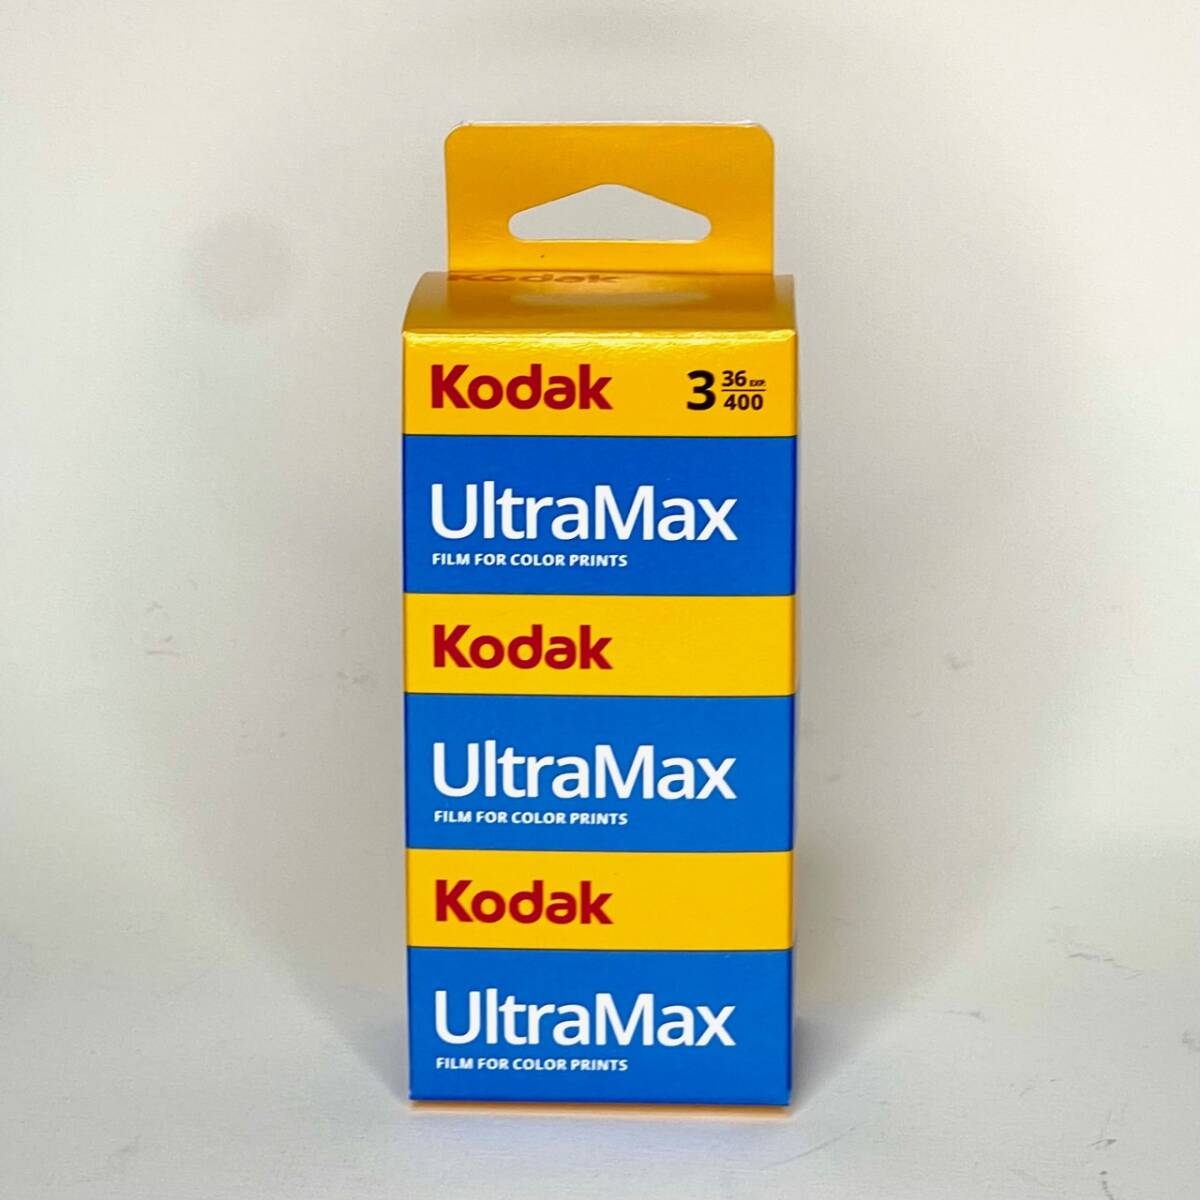 Kodak
Kodak 3 36 EXP.
400
UltraMax
FILM FOR COLOR PRINTS
Kodak
UltraMax
FILM FOR COLOR PRINTS
Kodak
UltraMax
FILM FOR COLOR PRINTS